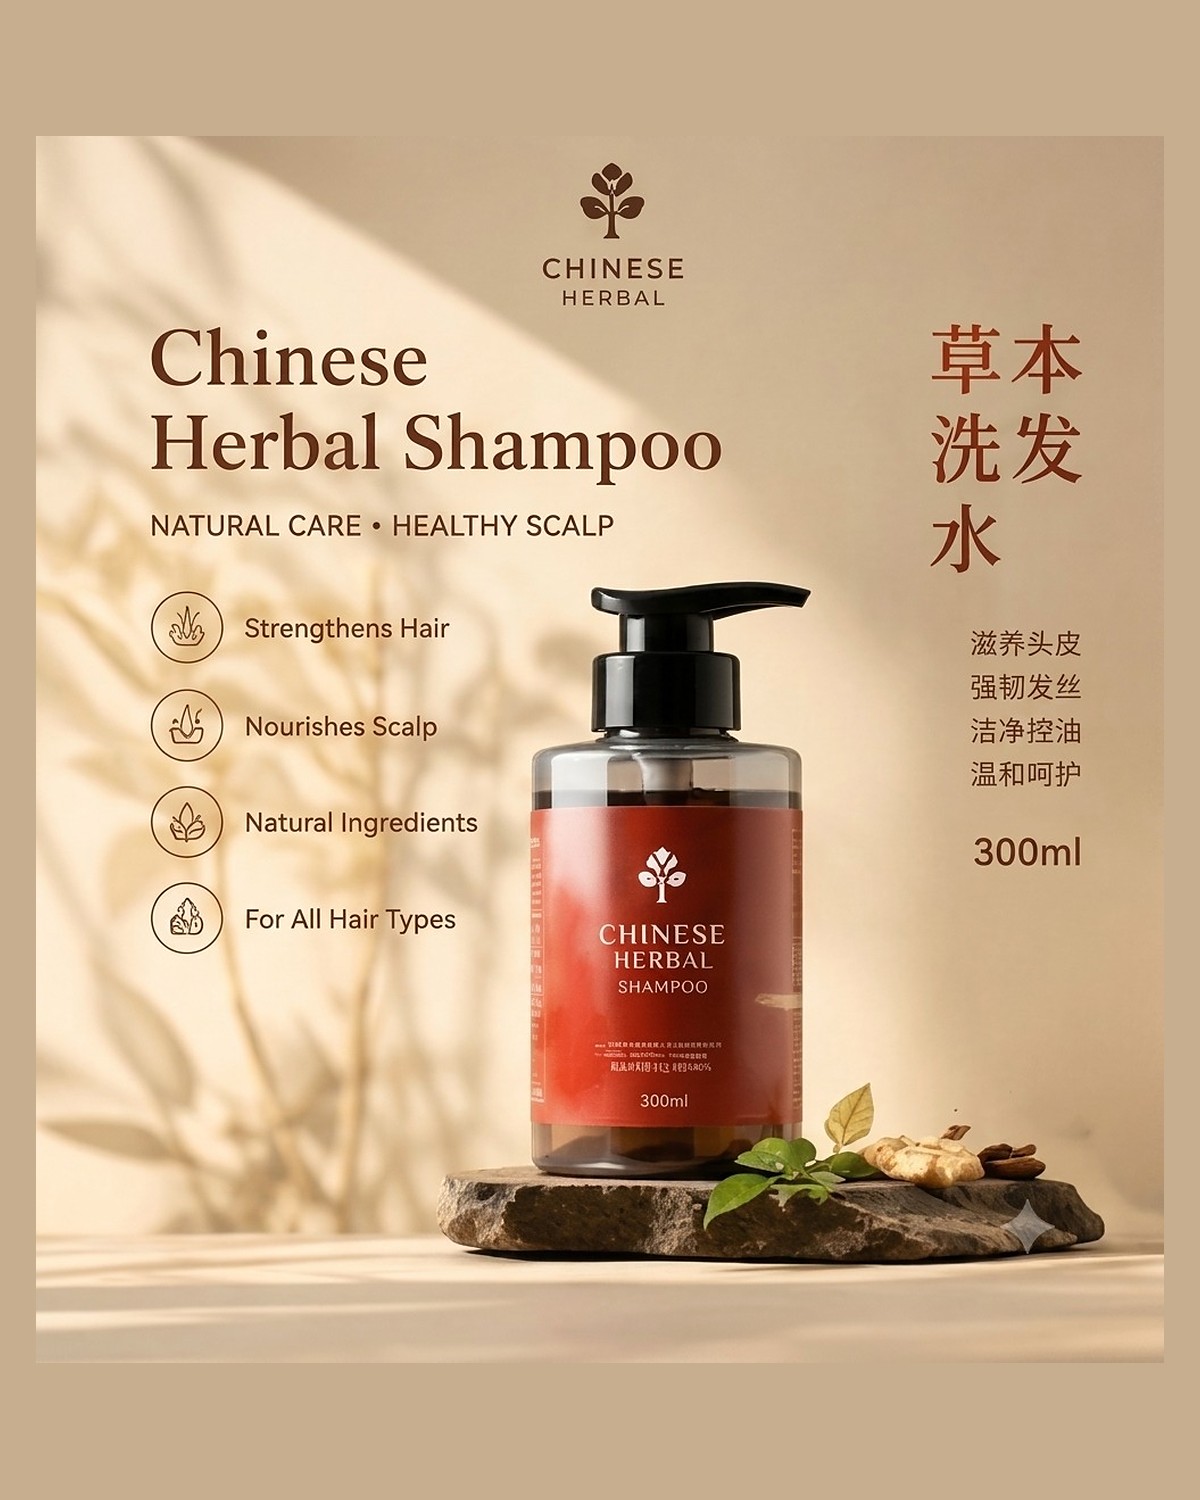 CHINESE
HERBAL
Chinese
Herbal Shampoo
NATURAL CARE • HEALTHY SCALP
Strengthens Hair
Nourishes Scalp
Natural Ingredients
For All Hair Types
草本
洗发
水
滋养头皮
强韧发丝
洁净控油
温和呵护
300ml
CHINESE
HERBAL
SHAMPOO
300ml